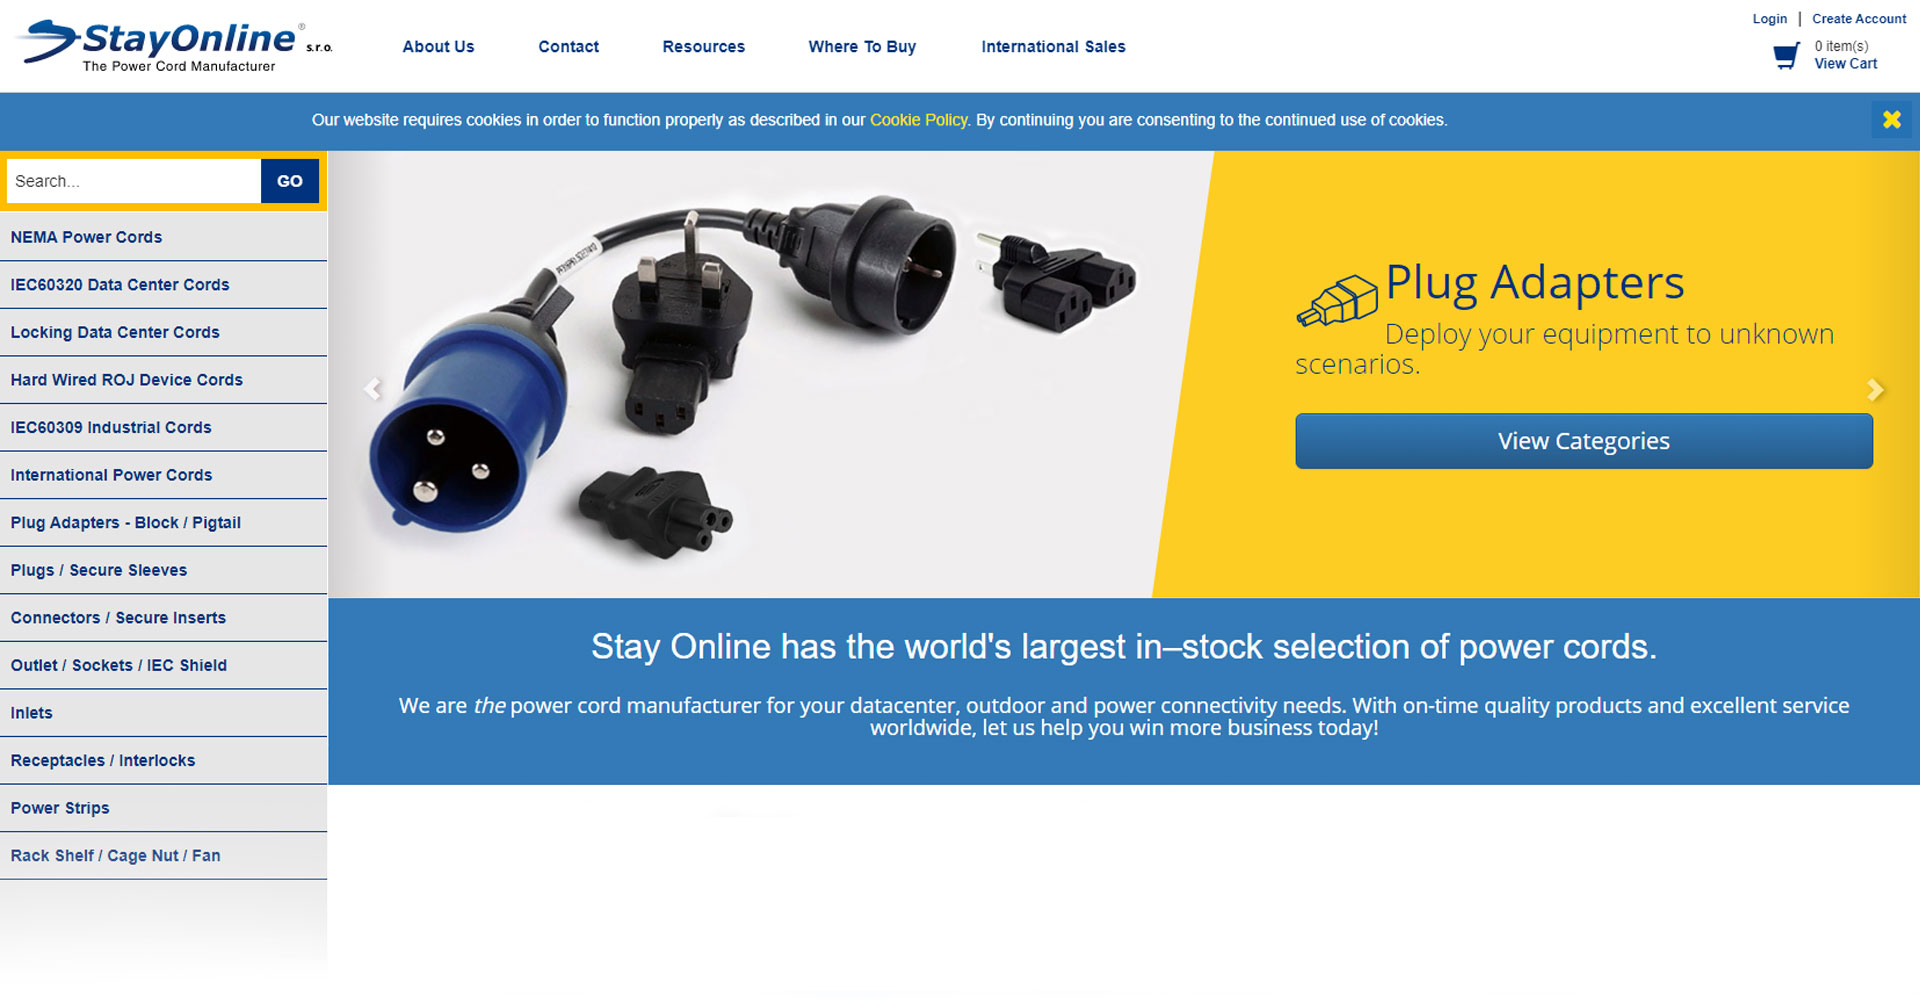 StayOnline® s.r.o.
The Power Cord Manufacturer
About Us
Contact
Resources
Where To Buy
International Sales
Login | Create Account
0 item(s)
View Cart
Our website requires cookies in order to function properly as described in our Cookie Policy. By continuing you are consenting to the continued use of cookies.
Search...
GO
NEMA Power Cords
IEC60320 Data Center Cords
Locking Data Center Cords
Hard Wired ROJ Device Cords
IEC60309 Industrial Cords
International Power Cords
Plug Adapters - Block / Pigtail
Plugs / Secure Sleeves
Connectors / Secure Inserts
Outlet / Sockets / IEC Shield
Inlets
Receptacles / Interlocks
Power Strips
Rack Shelf / Cage Nut / Fan
Plug Adapters
Deploy your equipment to unknown
scenarios.
View Categories
Stay Online has the world's largest in–stock selection of power cords.
We are the power cord manufacturer for your datacenter, outdoor and power connectivity needs. With on-time quality products and excellent service
worldwide, let us help you win more business today!